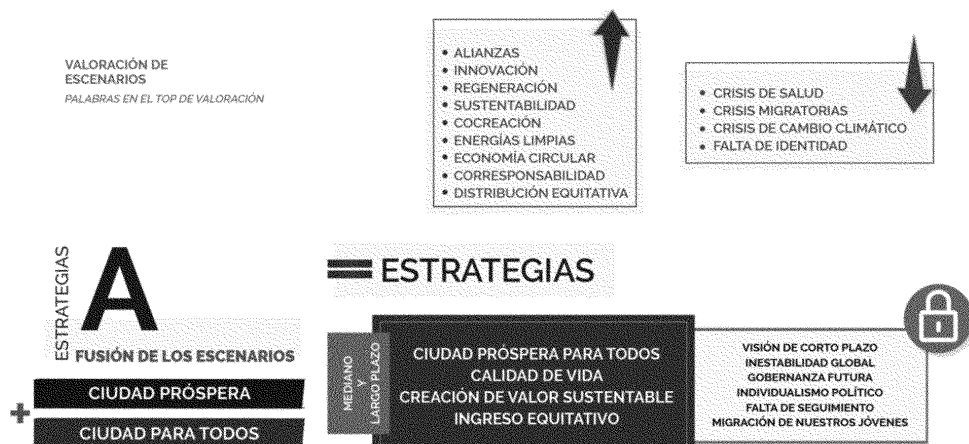 VALORACIÓN DE
ESCENARIOS
PALABRAS EN EL TOP DE VALORACIÓN
• ALIANZAS
• INNOVACIÓN
• REGENERACIÓN
• SUSTENTABILIDAD
• COCREACIÓN
• ENERGÍAS LIMPIAS
• ECONOMÍA CIRCULAR
• CORRESPONSABILIDAD
• DISTRIBUCIÓN EQUITATIVA
• CRISIS DE SALUD
• CRISIS MIGRATORIAS
• CRISIS DE CAMBIO CLIMÁTICO
• FALTA DE IDENTIDAD
ESTRATEGIAS
A
FUSIÓN DE LOS ESCENARIOS
+
CIUDAD PRÓSPERA
CIUDAD PARA TODOS
= ESTRATEGIAS
MEDIANO
Y
LARGO PLAZO
CIUDAD PRÓSPERA PARA TODOS
CALIDAD DE VIDA
CREACIÓN DE VALOR SUSTENTABLE
INGRESO EQUITATIVO
VISIÓN DE CORTO PLAZO
INESTABILIDAD GLOBAL
GOBERNANZA FUTURA
INDIVIDUALISMO POLÍTICO
FALTA DE SEGUIMIENTO
MIGRACIÓN DE NUESTROS JÓVENES